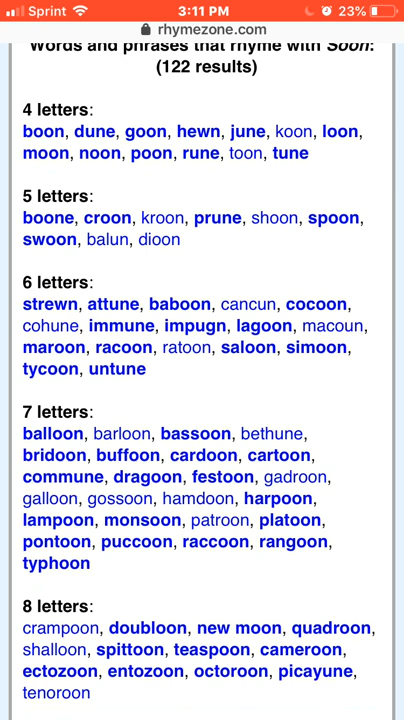 Sprint 3:11 PM 23%
rhymezone.com
Words and phrases that rhyme with Soon:
(122 results)
4 letters:
boon, dune, goon, hewn, june, koon, loon,
moon, noon, poon, rune, toon, tune
5 letters:
boone, croon, kroon, prune, shoon, spoon,
swoon, balun, dioon
6 letters:
strewn, attune, baboon, cancun, cocoon,
cohune, immune, impugn, lagoon, macoun,
maroon, racoon, ratoon, saloon, simoon,
tycoon, untune
7 letters:
balloon, barloon, bassoon, bethune,
bridoon, buffoon, cardoon, cartoon,
commune, dragoon, festoon, gadroon,
galloon, gossoon, hamdoon, harpoon,
lampoon, monsoon, patroon, platoon,
pontoon, puccoon, raccoon, rangoon,
typhoon
8 letters:
crampoon, doubloon, new moon, quadroon,
shalloon, spittoon, teaspoon, cameroon,
ectozoon, entozoon, octoroon, picayune,
tenoroon